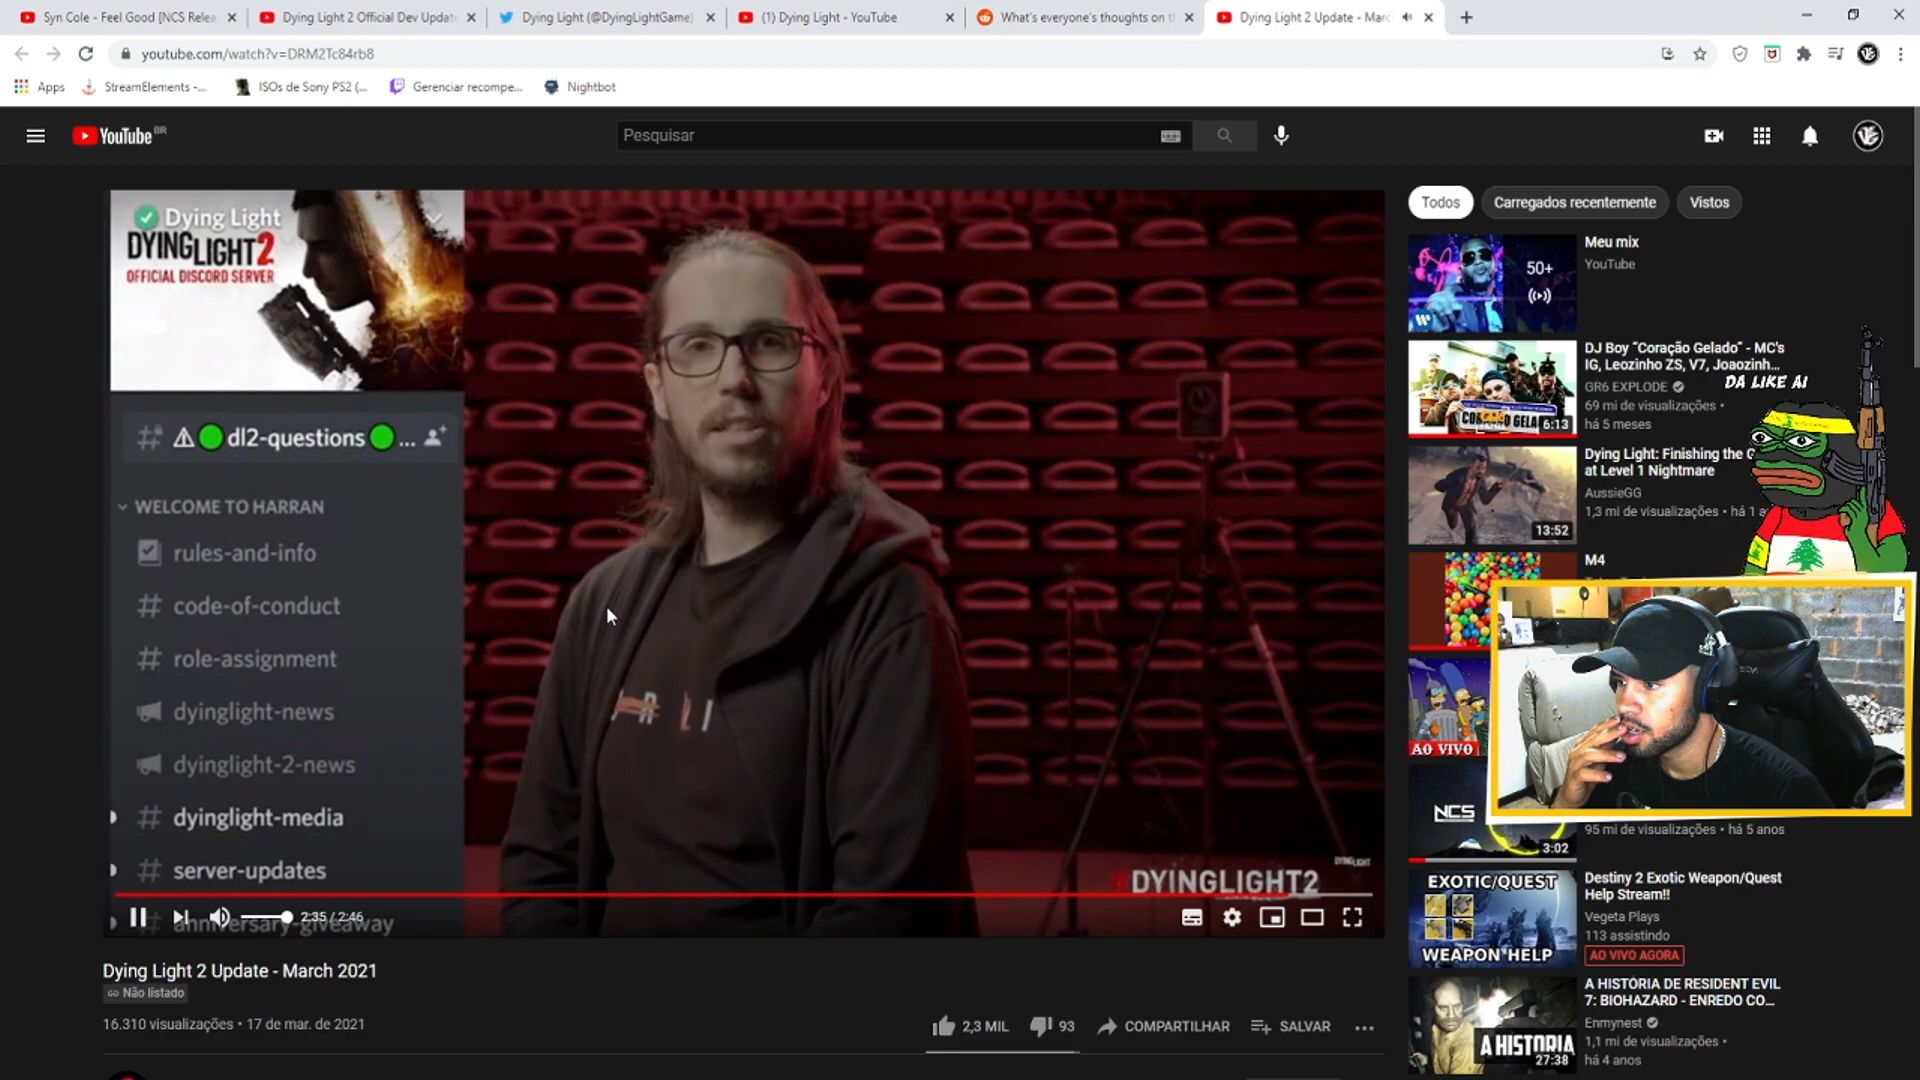 Syn Cole - Feel Good [NCS Relea
Dying Light 2 Official Dev Update
Dying Light (@DyingLightGame)
(1) Dying Light - YouTube
What's everyone's thoughts on t
Dying Light 2 Update - Marc
youtube.com/watch?v=DRM2Tc84rb8
Apps
StreamElements -...
ISOs de Sony PS2 (...
Gerenciar recompe...
Nightbot
YouTube BR
Pesquisar
Dying Light
DYINGLIGHT2
OFFICIAL DISCORD SERVER
# dl2-questions ...
WELCOME TO HARRAN
rules-and-info
# code-of-conduct
# role-assignment
dyinglight-news
dyinglight-2-news
# dyinglight-media
# server-updates
# anniversary-giveaway
2:35 / 2:46
DYINGLIGHT
#DYINGLIGHT2
Dying Light 2 Update - March 2021
Não listado
16.310 visualizações • 17 de mar. de 2021
2,3 MIL
93
COMPARTILHAR
SALVAR
Todos
Carregados recentemente
Vistos
50+
Meu mix
YouTube
6:13
DJ Boy "Coração Gelado" - MC's
IG, Leozinho ZS, V7, Joaozinh...
GR6 EXPLODE
69 mi de visualizações •
há 5 meses
DA LIKE AI
13:52
Dying Light: Finishing the G
at Level 1 Nightmare
AussieGG
1,3 mi de visualizações • há 1 a
M4
AO VIVO
NCS
3:02
95 mi de visualizações • há 5 anos
EXOTIC/QUEST
WEAPON HELP
Destiny 2 Exotic Weapon/Quest
Help Stream!!
Vegeta Plays
113 assistindo
AO VIVO AGORA
A HISTORIA
27:38
A HISTÓRIA DE RESIDENT EVIL
7: BIOHAZARD - ENREDO CO...
Enmynest
1,1 mi de visualizações •
há 4 anos